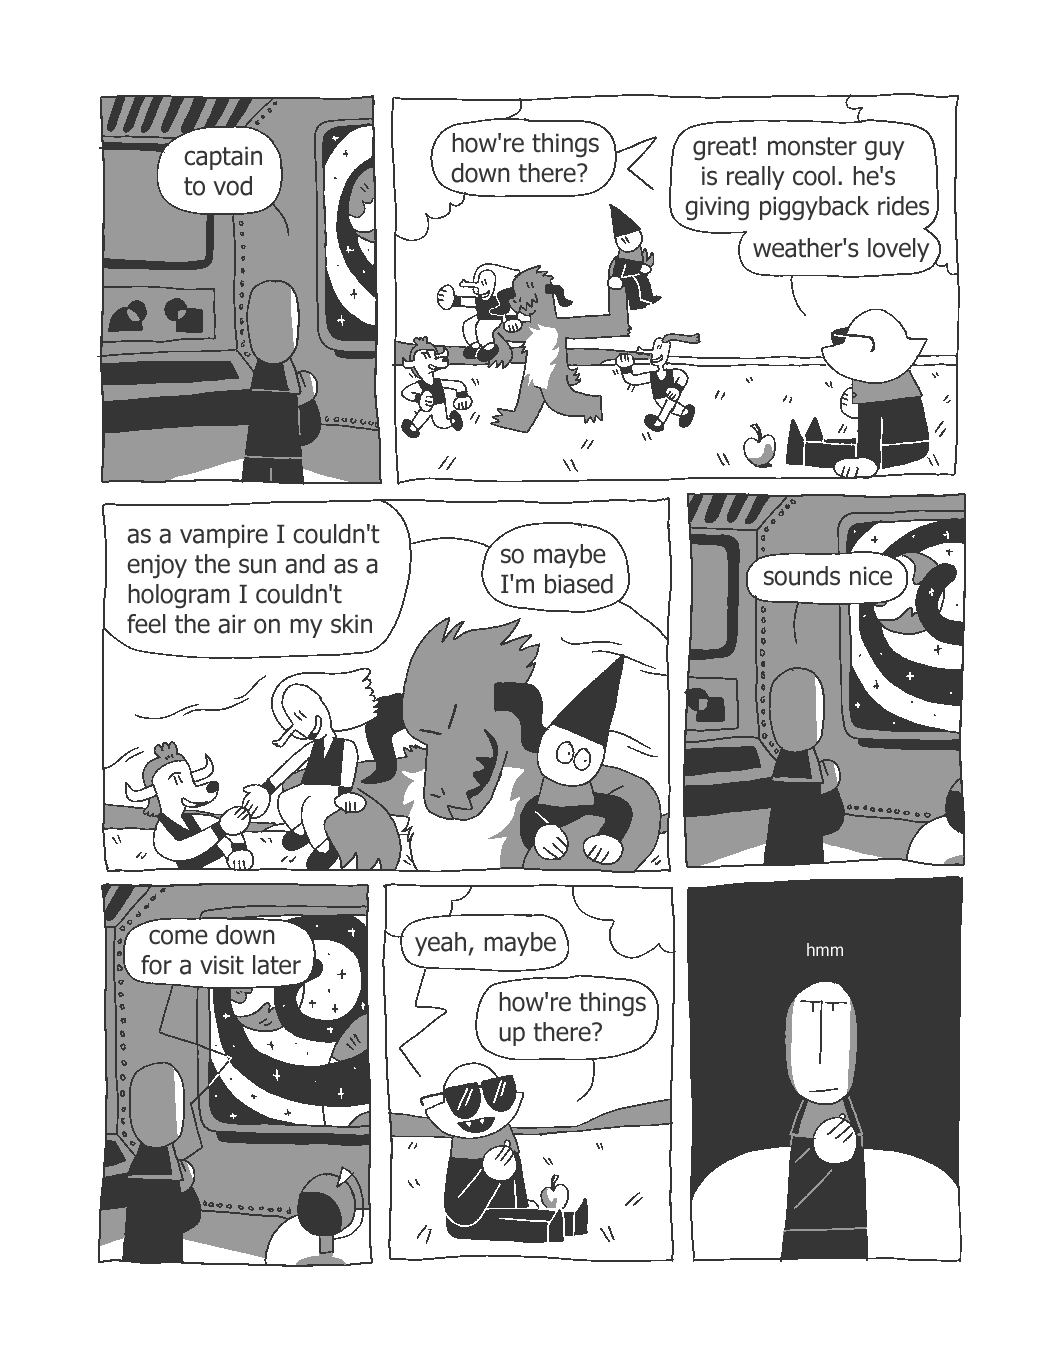 captain
to vod
how're things
down there?
great! monster guy
is really cool. he's
giving piggyback rides
weather's lovely
as a vampire I couldn't
enjoy the sun and as a
hologram I couldn't
feel the air on my skin
so maybe
I'm biased
sounds nice
come down
for a visit later
yeah, maybe
how're things
up there?
hmm